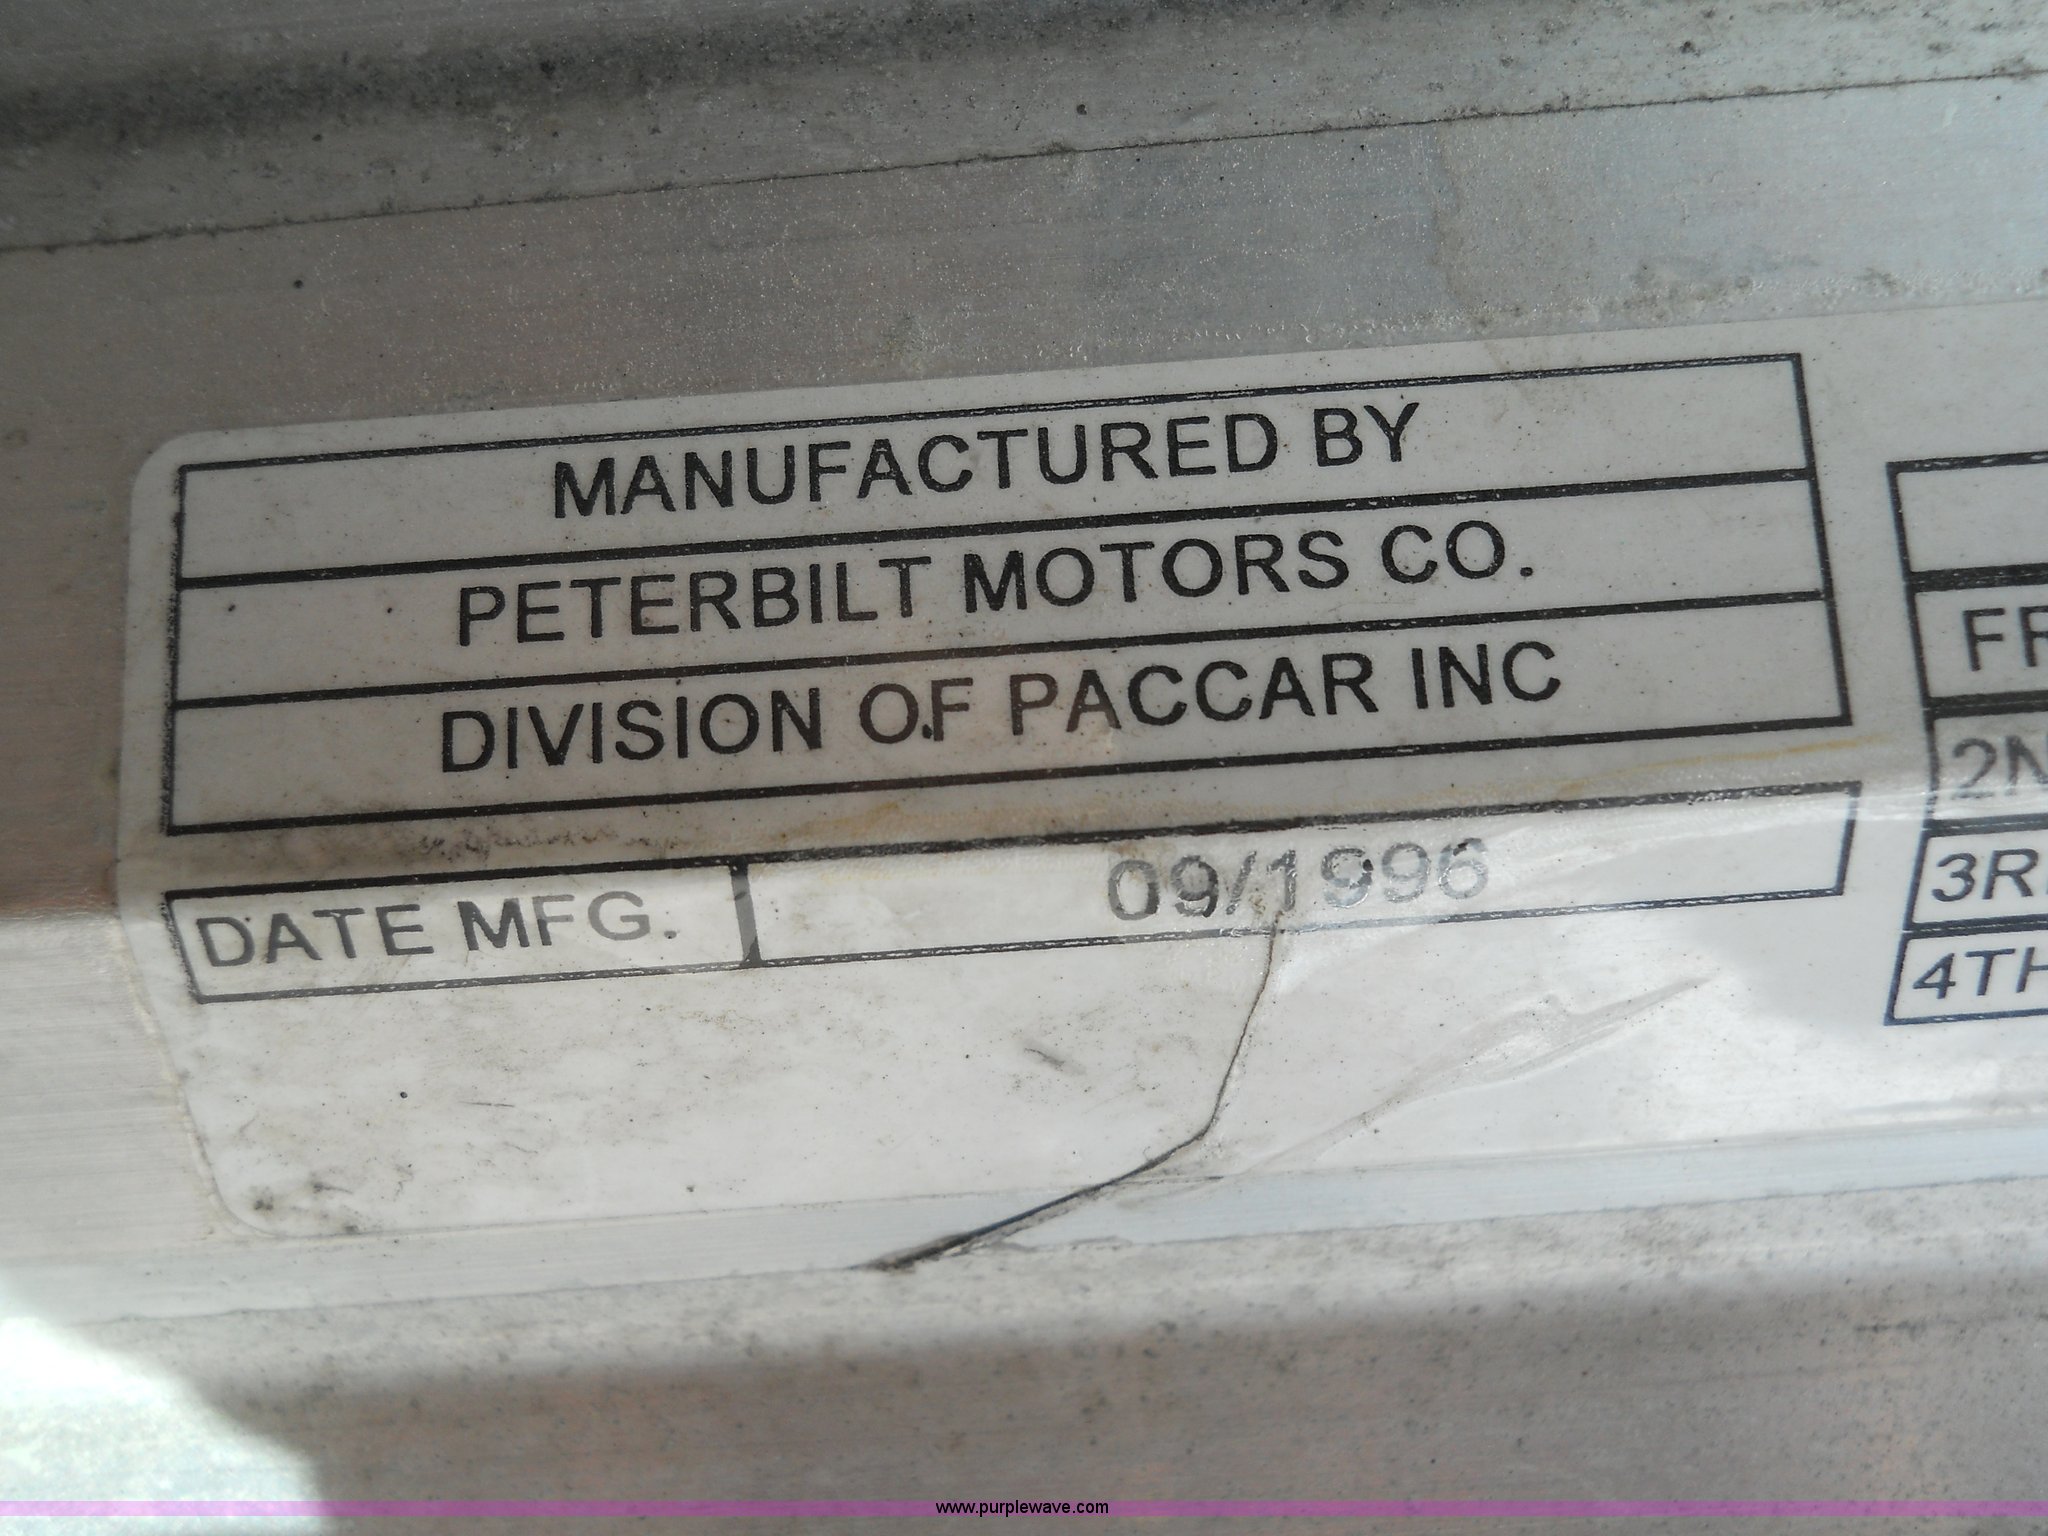 MANUFACTURED BY
PETERBILT MOTORS CO.
DIVISION OF PACCAR INC
DATE MFG. 09/1996
FR
2N
3R
4TH
www.purplewave.com